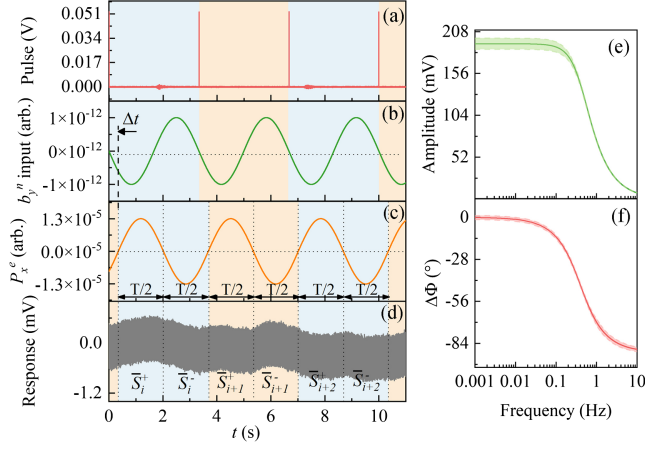 (a)
Pulse (V)
0.051
0.034
0.017
0.000
(b)
b_y^n input (arb.)
1×10^-12
0×10^-12
-1×10^-12
Δt
(c)
P_x^e (arb.)
1.3×10^-5
0.0×10^-5
-1.3×10^-5
T/2 T/2 T/2 T/2 T/2 T/2
(d)
Response (mV)
0.0
-1.2
S̅_i^+ S̅_i^- S̅_{i+1}^+ S̅_{i+1}^- S̅_{i+2}^+ S̅_{i+2}^-
0 2 4 6 8 10
t (s)
(e)
Amplitude (mV)
208
156
104
52
(f)
ΔΦ (°)
0
-28
-56
-84
0.001 0.01 0.1 1 10
Frequency (Hz)